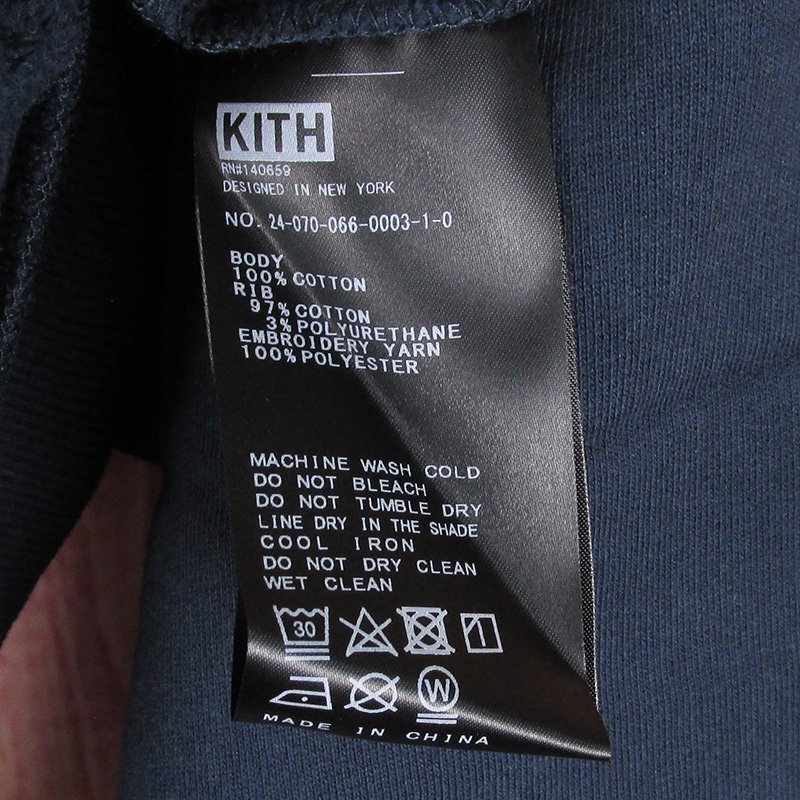 KITH
RN#140659
DESIGNED IN NEW YORK
NO. 24-070-066-0003-1-0
BODY
100% COTTON
RIB
97% COTTON
3% POLYURETHANE
EMBROIDERY YARN
100% POLYESTER
MACHINE WASH COLD
DO NOT BLEACH
DO NOT TUMBLE DRY
LINE DRY IN THE SHADE
COOL IRON
DO NOT DRY CLEAN
WET CLEAN
30
W
MADE IN CHINA